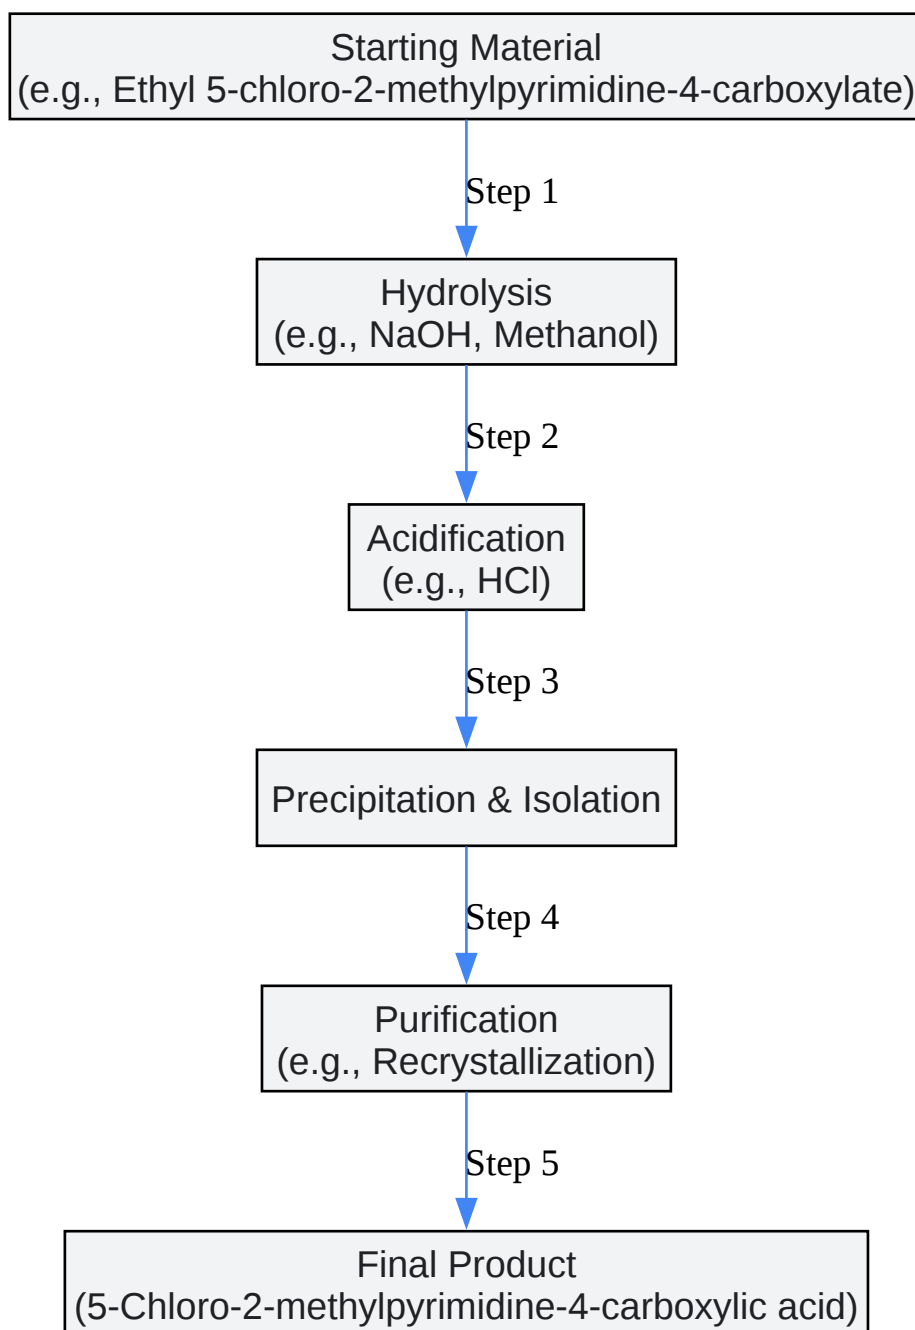 Starting Material
(e.g., Ethyl 5-chloro-2-methylpyrimidine-4-carboxylate)
Step 1
Hydrolysis
(e.g., NaOH, Methanol)
Step 2
Acidification
(e.g., HCl)
Step 3
Precipitation & Isolation
Step 4
Purification
(e.g., Recrystallization)
Step 5
Final Product
(5-Chloro-2-methylpyrimidine-4-carboxylic acid)